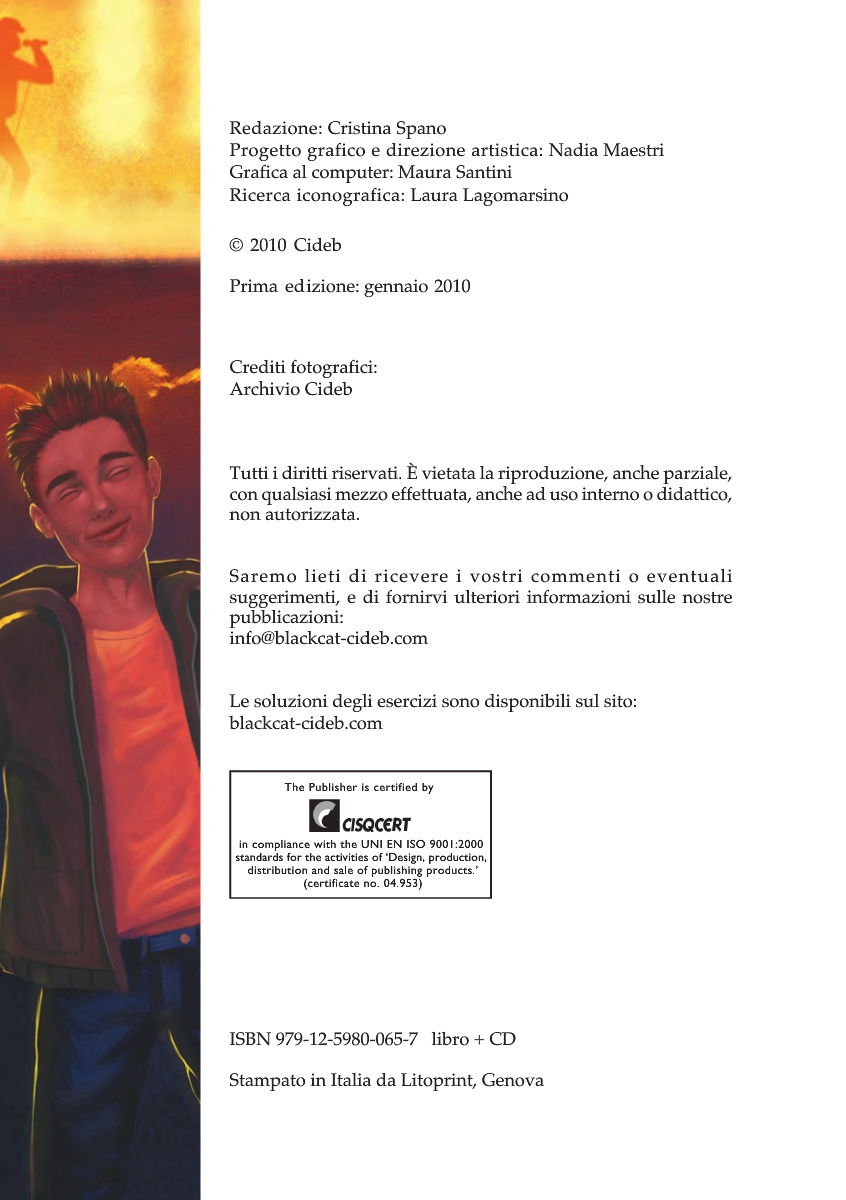 Redazione: Cristina Spano
Progetto grafico e direzione artistica: Nadia Maestri
Grafica al computer: Maura Santini
Ricerca iconografica: Laura Lagomarsino
© 2010 Cideb
Prima edizione: gennaio 2010
Crediti fotografici:
Archivio Cideb
Tutti i diritti riservati. È vietata la riproduzione, anche parziale,
con qualsiasi mezzo effettuata, anche ad uso interno o didattico,
non autorizzata.
Saremo lieti di ricevere i vostri commenti o eventuali
suggerimenti, e di fornirvi ulteriori informazioni sulle nostre
pubblicazioni:
info@blackcat-cideb.com
Le soluzioni degli esercizi sono disponibili sul sito:
blackcat-cideb.com
The Publisher is certified by
CISQCERT
in compliance with the UNI EN ISO 9001:2000
standards for the activities of ‘Design, production,
distribution and sale of publishing products.’
(certificate no. 04.953)
ISBN 979-12-5980-065-7 libro + CD
Stampato in Italia da Litoprint, Genova